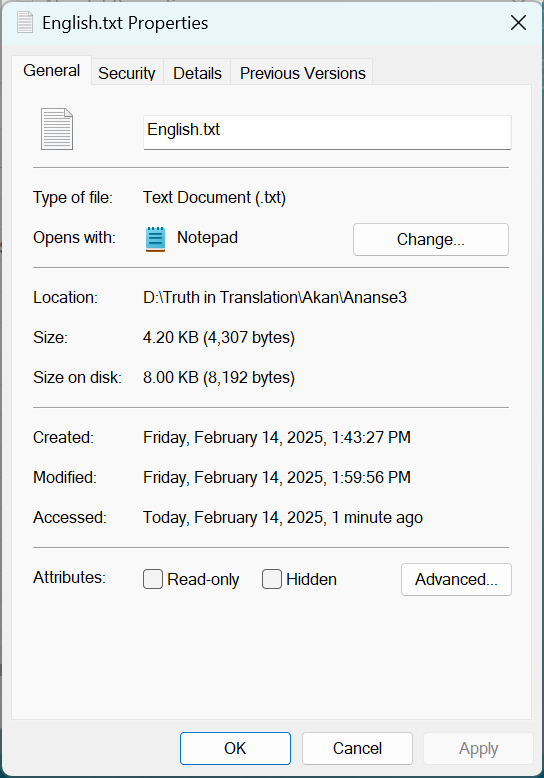 English.txt Properties
General Security Details Previous Versions
English.txt
Type of file: Text Document (.txt)
Opens with: Notepad Change...
Location: D:\Truth in Translation\Akan\Ananse3
Size: 4.20 KB (4,307 bytes)
Size on disk: 8.00 KB (8,192 bytes)
Created: Friday, February 14, 2025, 1:43:27 PM
Modified: Friday, February 14, 2025, 1:59:56 PM
Accessed: Today, February 14, 2025, 1 minute ago
Attributes: Read-only Hidden Advanced...
OK Cancel Apply